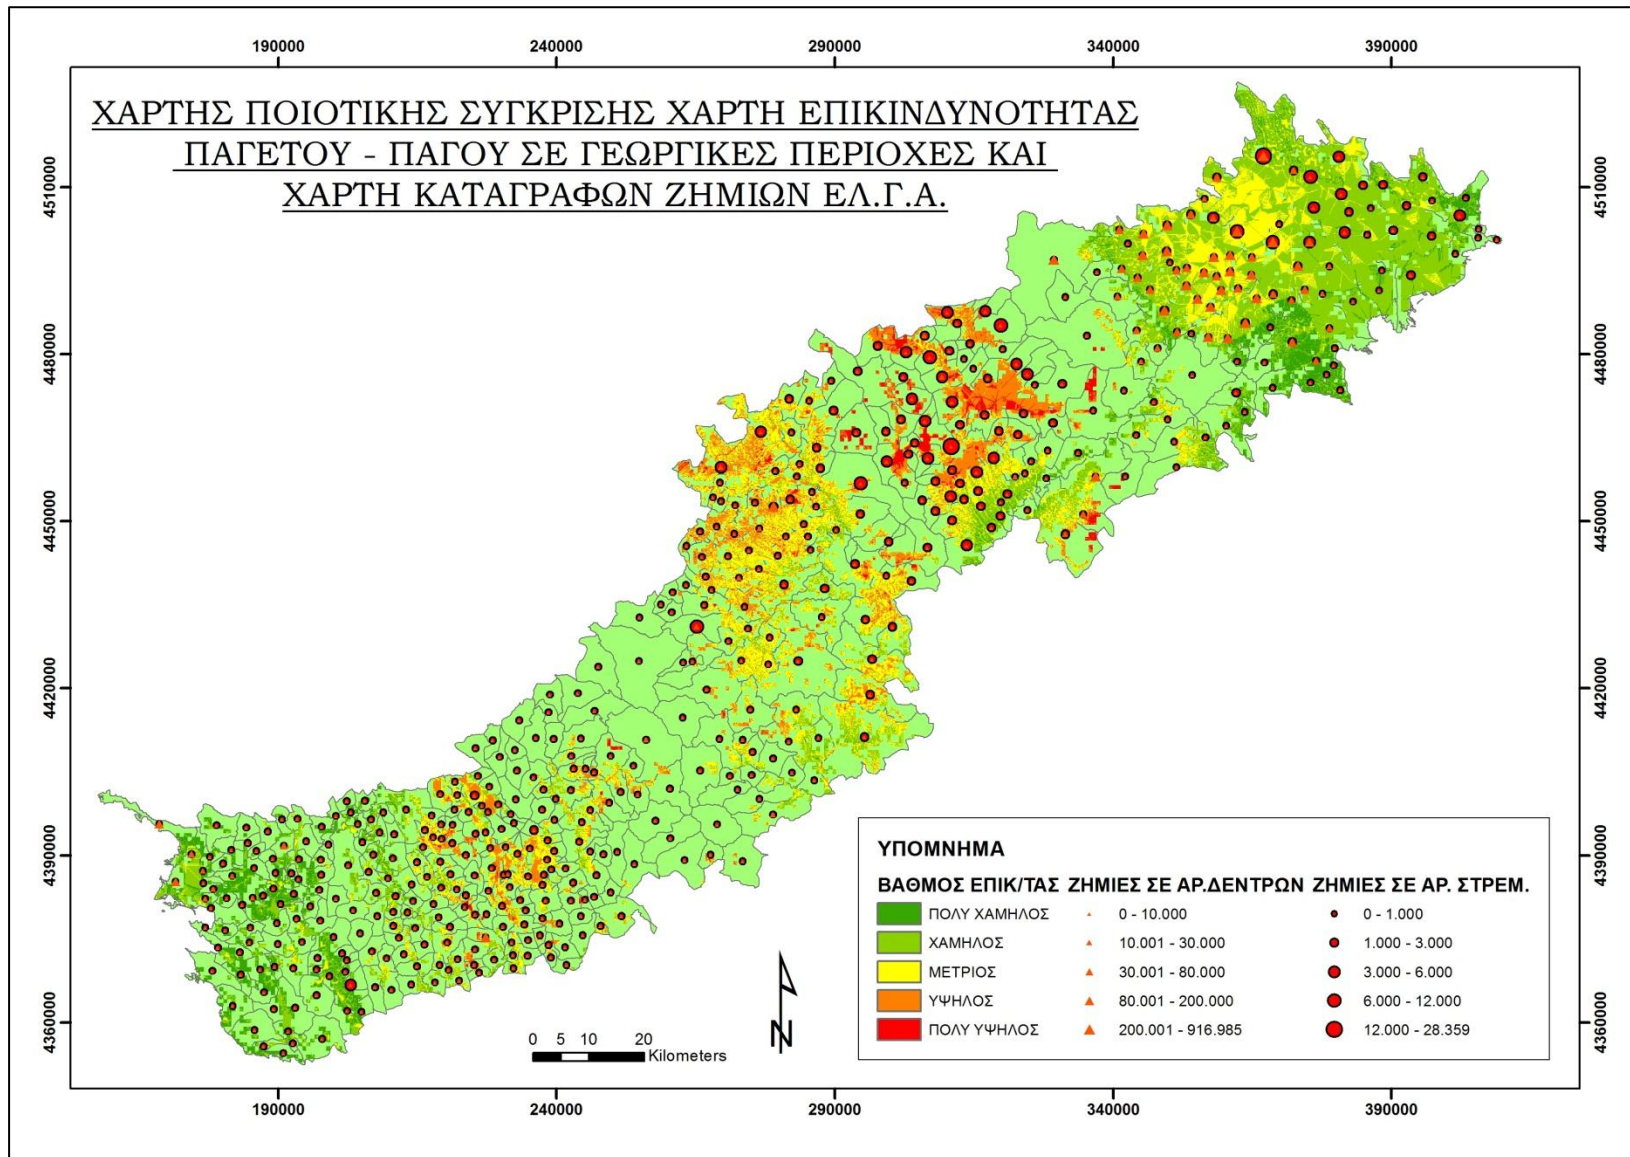 190000 240000 290000 340000 390000
ΧΑΡΤΗΣ ΠΟΙΟΤΙΚΗΣ ΣΥΓΚΡΙΣΗΣ ΧΑΡΤΗ ΕΠΙΚΙΝΔΥΝΟΤΗΤΑΣ
ΠΑΓΕΤΟΥ - ΠΑΓΟΥ ΣΕ ΓΕΩΡΓΙΚΕΣ ΠΕΡΙΟΧΕΣ ΚΑΙ
ΧΑΡΤΗ ΚΑΤΑΓΡΑΦΩΝ ΖΗΜΙΩΝ ΕΛ.Γ.Α.
4510000 4510000
4480000 4480000
4450000 4450000
4420000 4420000
4390000 4390000
4360000 4360000
ΥΠΟΜΝΗΜΑ
ΒΑΘΜΟΣ ΕΠΙΚ/ΤΑΣ ΖΗΜΙΕΣ ΣΕ ΑΡ.ΔΕΝΤΡΩΝ ΖΗΜΙΕΣ ΣΕ ΑΡ. ΣΤΡΕΜ.
ΠΟΛΥ ΧΑΜΗΛΟΣ 0 - 10.000 0 - 1.000
ΧΑΜΗΛΟΣ 10.001 - 30.000 1.000 - 3.000
ΜΕΤΡΙΟΣ 30.001 - 80.000 3.000 - 6.000
ΥΨΗΛΟΣ 80.001 - 200.000 6.000 - 12.000
ΠΟΛΥ ΥΨΗΛΟΣ 200.001 - 916.985 12.000 - 28.359
0 5 10 20
Kilometers
N
190000 240000 290000 340000 390000